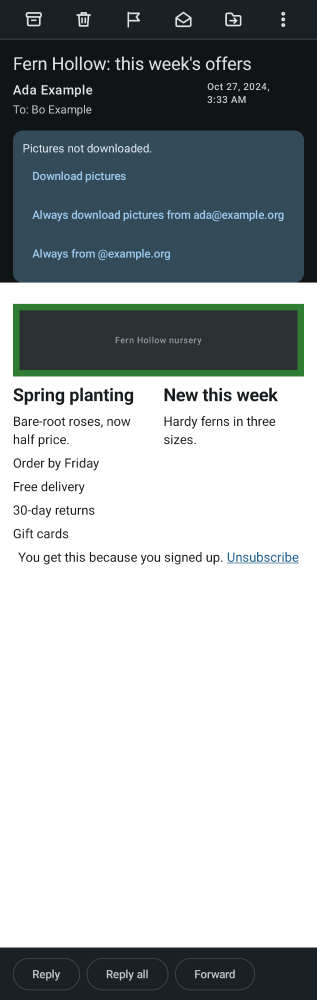 Fern Hollow: this week's offers
Ada Example
Oct 27, 2024,
3:33 AM
To: Bo Example
Pictures not downloaded.
Download pictures
Always download pictures from ada@example.org
Always from @example.org
Fern Hollow nursery
Spring planting
Bare-root roses, now
half price.
Order by Friday
Free delivery
30-day returns
Gift cards
New this week
Hardy ferns in three
sizes.
You get this because you signed up. Unsubscribe
Reply
Reply all
Forward